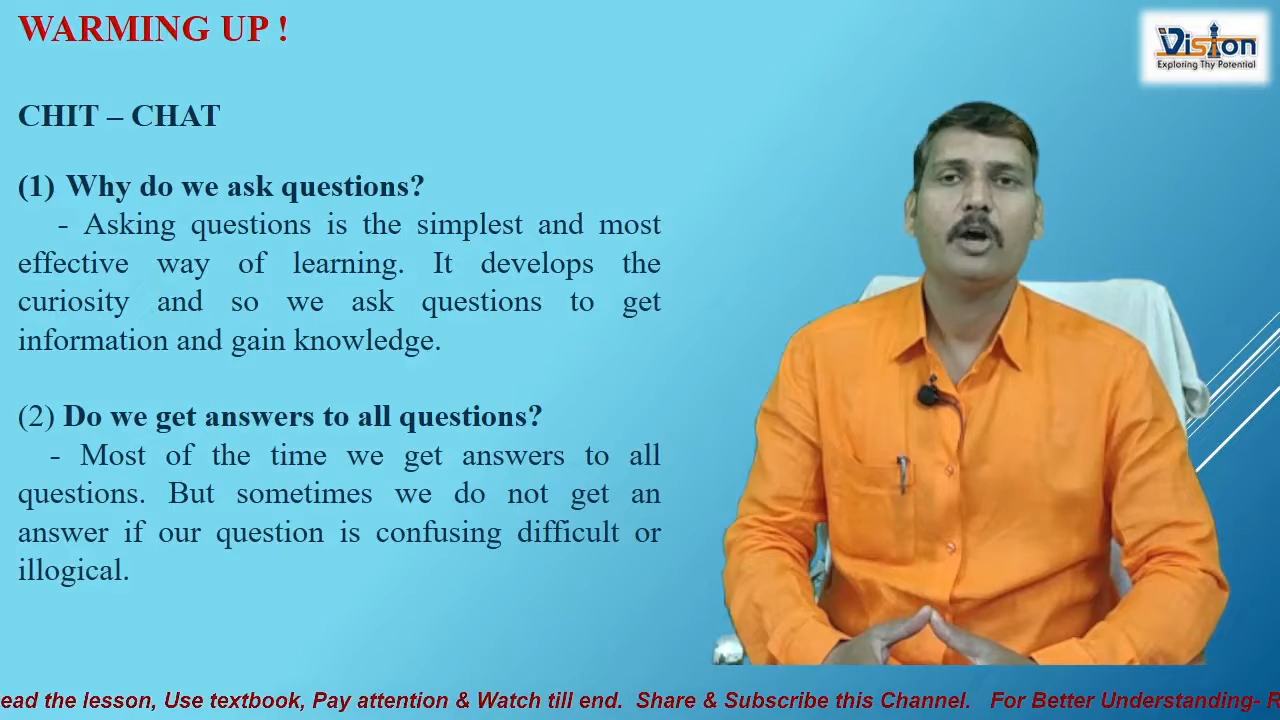 WARMING UP !
Vision
Exploring Thy Potential
CHIT – CHAT
(1) Why do we ask questions?
- Asking questions is the simplest and most
effective way of learning. It develops the
curiosity and so we ask questions to get
information and gain knowledge.
(2) Do we get answers to all questions?
- Most of the time we get answers to all
questions. But sometimes we do not get an
answer if our question is confusing difficult or
illogical.
ead the lesson, Use textbook, Pay attention & Watch till end. Share & Subscribe this Channel. For Better Understanding- R